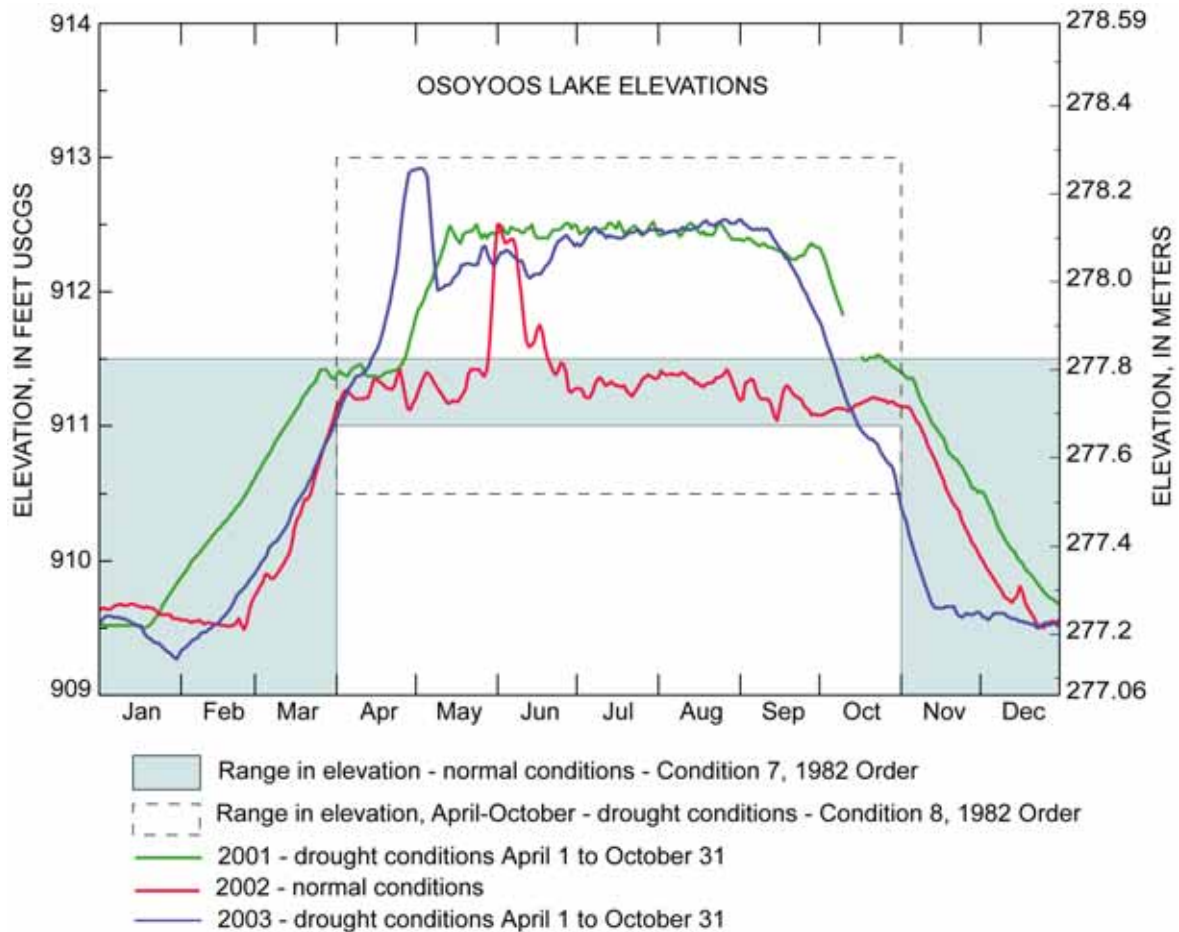 OSOYOOS LAKE ELEVATIONS
ELEVATION, IN FEET USCGS
914
913
912
911
910
909
278.59
278.4
278.2
278.0
277.8
277.6
277.4
277.2
277.06
ELEVATION, IN METERS
Jan Feb Mar Apr May Jun Jul Aug Sep Oct Nov Dec
Range in elevation - normal conditions - Condition 7, 1982 Order
Range in elevation, April-October - drought conditions - Condition 8, 1982 Order
2001 - drought conditions April 1 to October 31
2002 - normal conditions
2003 - drought conditions April 1 to October 31